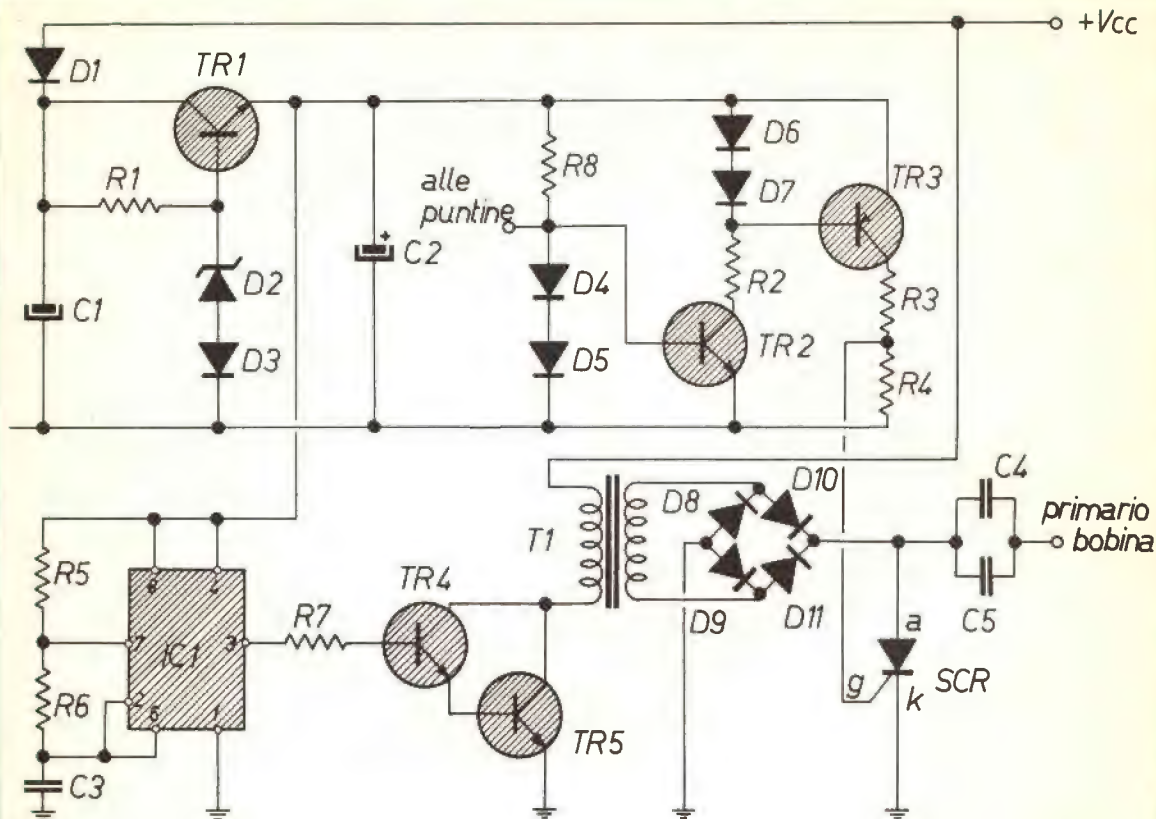 +Vcc
D1
TR1
D6
R8
D7
TR3
R1
alle
puntine
C2
+
D2
D4
R2
R3
C1
TR2
D3
D5
R4
C4
D10
D8
primario
bobina
T1
R5
TR4
8
4
R7
D9
D11
C5
7
IC1
3
a
SCR
g
k
R6
2
6
1
TR5
C3